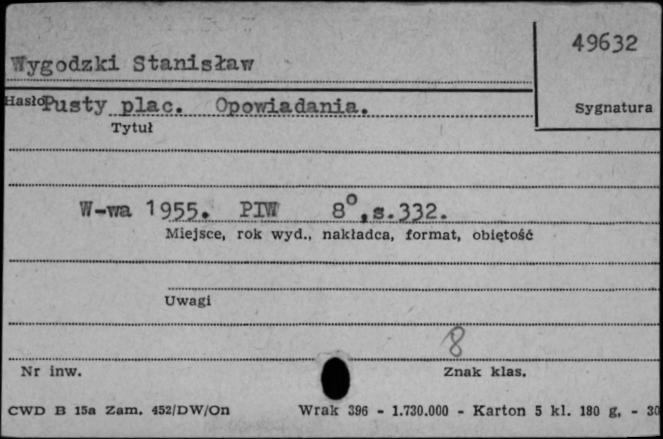 49632
Wygodzki Stanisław
Hasło Pusty plac. Opowiadania.
Sygnatura
Tytuł
W-wa 1955. PIW 8°, s.332.
Miejsce, rok wyd., nakładca, format, obiętość
Uwagi
8
Nr inw. Znak klas.
CWD B 15a Zam. 452/DW/On Wrak 396 - 1.730.000 - Karton 5 kl. 180 g, - 30